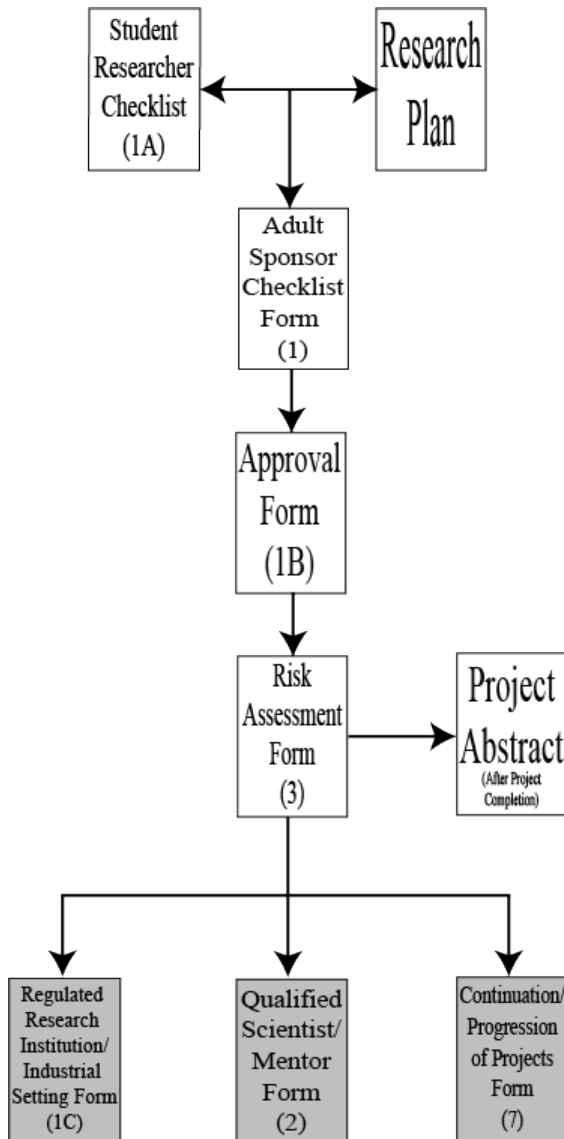 Student
Researcher
Checklist
(1A)
Research
Plan
Adult
Sponsor
Checklist
Form
(1)
Approval
Form
(1B)
Risk
Assessment
Form
(3)
Project
Abstract
(After Project
Completion)
Regulated
Research
Institution/
Industrial
Setting Form
(1C)
Qualified
Scientist/
Mentor
Form
(2)
Continuation/
Progression
of Projects
Form
(7)